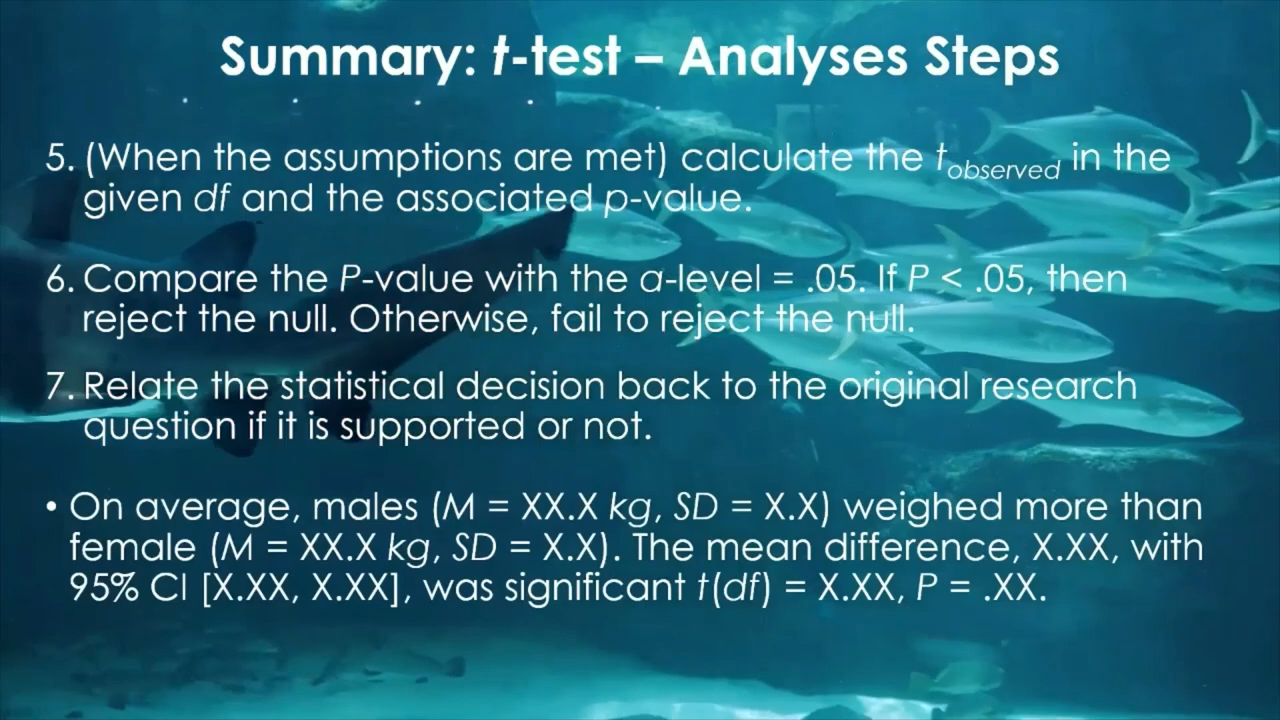 Summary: t-test – Analyses Steps
5. (When the assumptions are met) calculate the t_observed in the
given df and the associated p-value.
6. Compare the P-value with the α-level = .05. If P < .05, then
reject the null. Otherwise, fail to reject the null.
7. Relate the statistical decision back to the original research
question if it is supported or not.
• On average, males (M = XX.X kg, SD = X.X) weighed more than
female (M = XX.X kg, SD = X.X). The mean difference, X.XX, with
95% CI [X.XX, X.XX], was significant t(df) = X.XX, P = .XX.